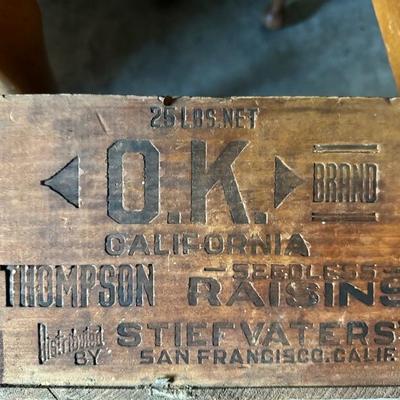 25 LBS. NET
O.K. BRAND
CALIFORNIA
THOMPSON SEEDLESS RAISINS
Distributed BY STIEFVATERS
SAN FRANCISCO. CALIF